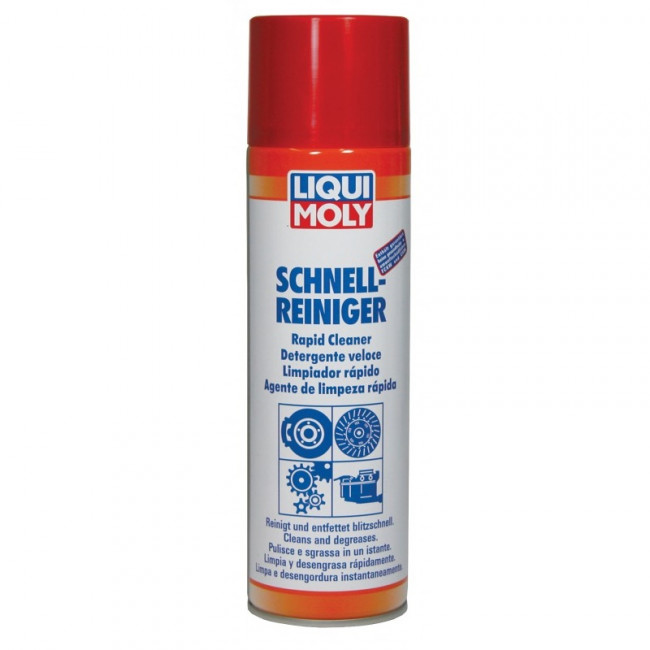 LIQUI
MOLY
SCHNELL-
REINIGER
Rapid Cleaner
Detergente veloce
Limpiador rápido
Agente de limpeza rápida
Reinigt und entfettet blitzschnell.
Cleans and degreases.
Pulisce e sgrassa in un istante.
Limpia y desengrasa rápidamente.
Limpa e desengordura instantaneamente.